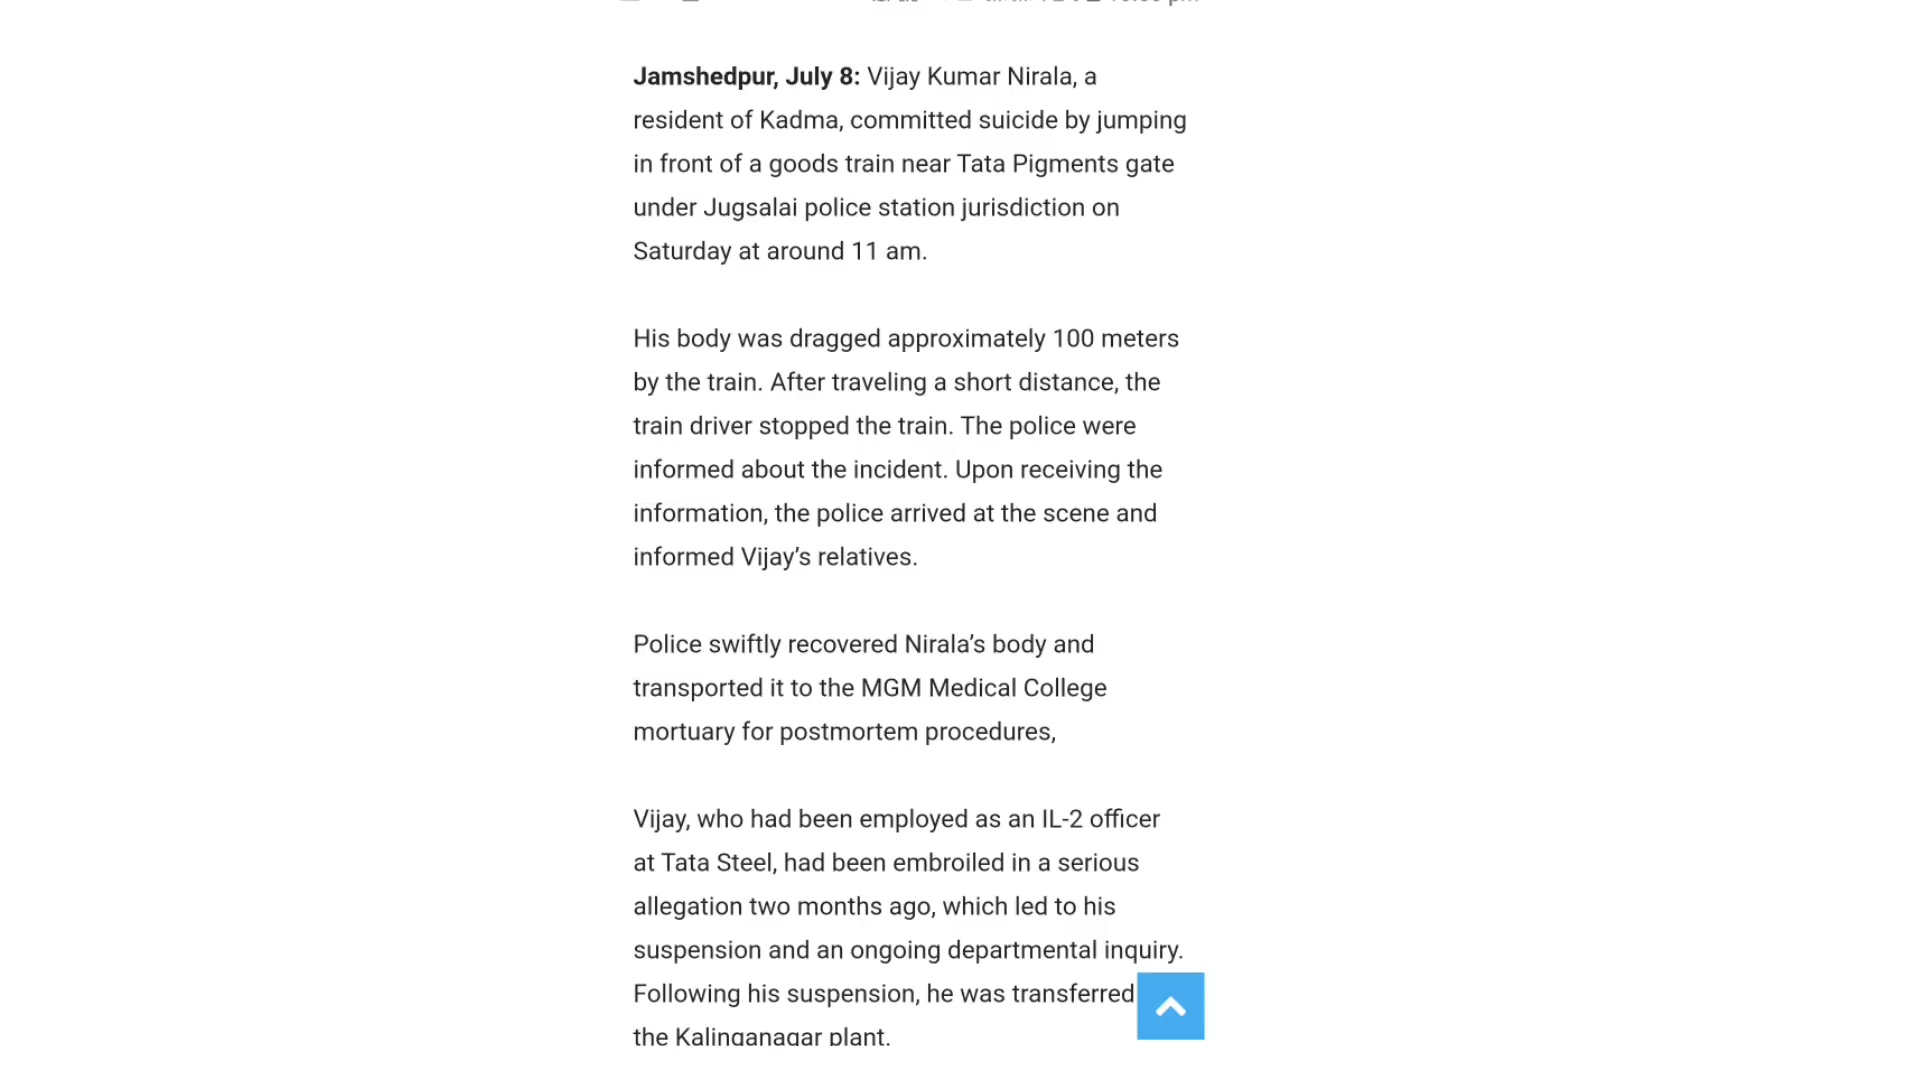 Jamshedpur, July 8: Vijay Kumar Nirala, a
resident of Kadma, committed suicide by jumping
in front of a goods train near Tata Pigments gate
under Jugsalai police station jurisdiction on
Saturday at around 11 am.
His body was dragged approximately 100 meters
by the train. After traveling a short distance, the
train driver stopped the train. The police were
informed about the incident. Upon receiving the
information, the police arrived at the scene and
informed Vijay’s relatives.
Police swiftly recovered Nirala’s body and
transported it to the MGM Medical College
mortuary for postmortem procedures,
Vijay, who had been employed as an IL-2 officer
at Tata Steel, had been embroiled in a serious
allegation two months ago, which led to his
suspension and an ongoing departmental inquiry.
Following his suspension, he was transferred
the Kalinganagar plant.